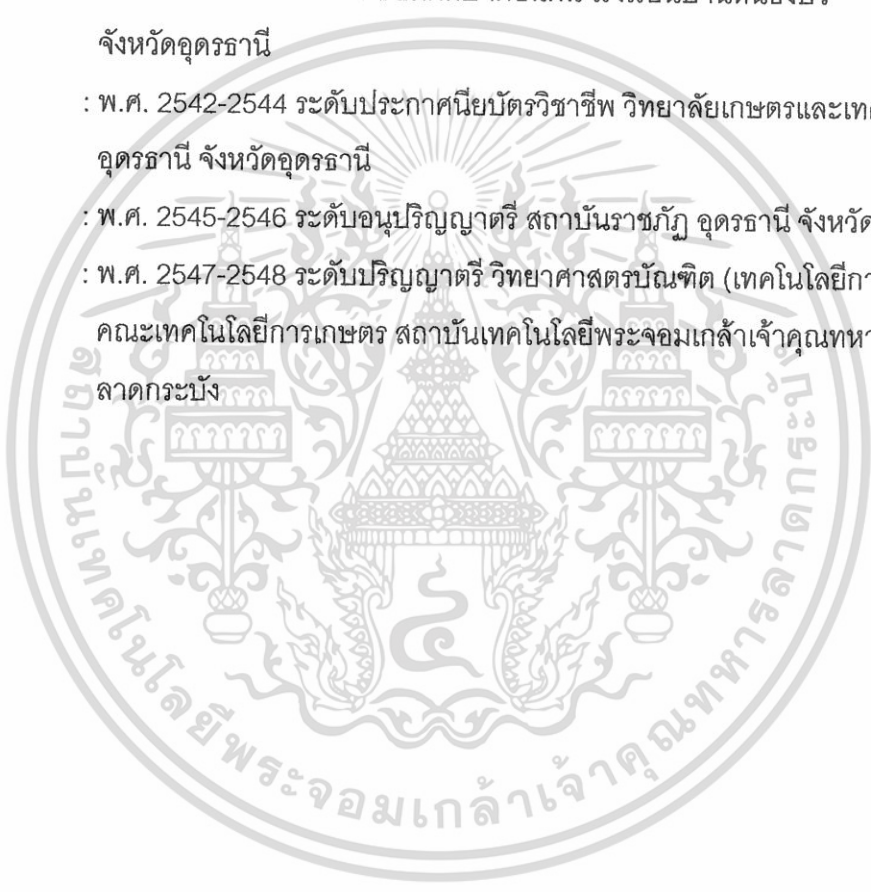 จังหวัดอุดรธานี
: พ.ศ. 2542-2544 ระดับประกาศนียบัตรวิชาชีพ วิทยาลัยเกษตรและเท
อุดรธานี จังหวัดอุดรธานี
: พ.ศ. 2545-2546 ระดับอนุปริญญาตรี สถาบันราชภัฏ อุดรธานี จังหวัด
: พ.ศ. 2547-2548 ระดับปริญญาตรี วิทยาศาสตรบัณฑิต (เทคโนโลยีกา
คณะเทคโนโลยีการเกษตร สถาบันเทคโนโลยีพระจอมเกล้าเจ้าคุณทหา
ลาดกระบัง
สถาบันเทคโนโลยีพระจอมเกล้าเจ้าคุณทหารลาดกระบัง